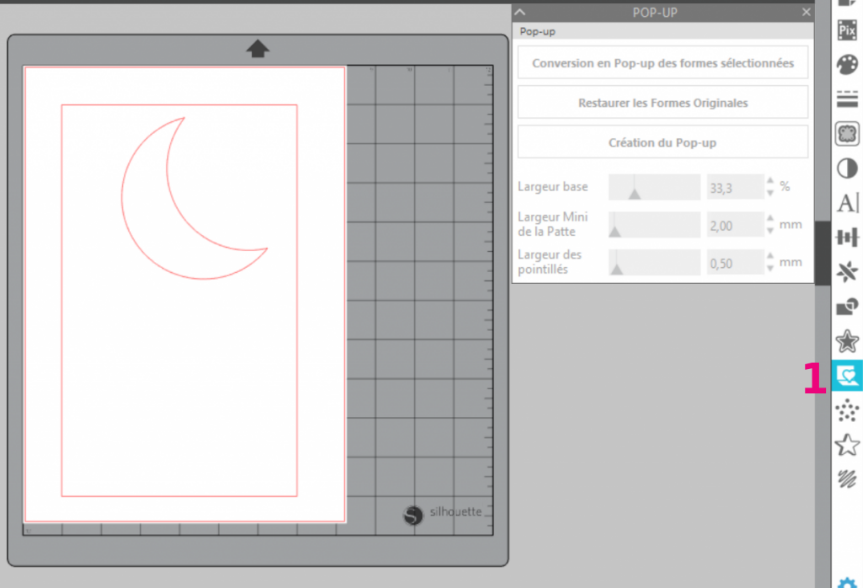 POP-UP
Pop-up
Conversion en Pop-up des formes sélectionnées
Restaurer les Formes Originales
Création du Pop-up
Largeur base
33,3
%
Largeur Mini
de la Patte
2,00
mm
Largeur des
pointillés
0,50
mm
Pix
A
1
silhouette